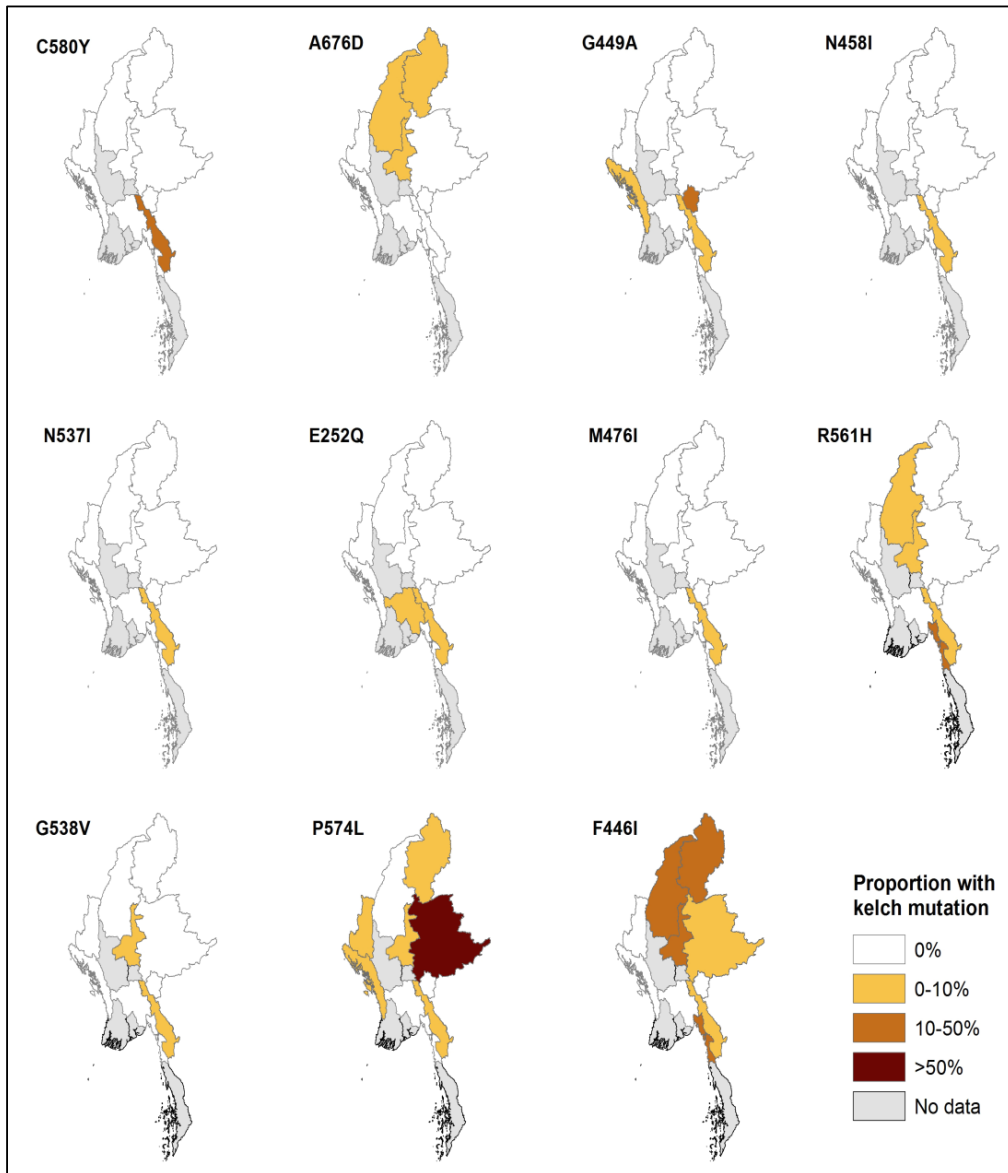 C580Y
A676D
G449A
N458I
N537I
E252Q
M476I
R561H
G538V
P574L
F446I
Proportion with
kelch mutation
0%
0-10%
10-50%
>50%
No data